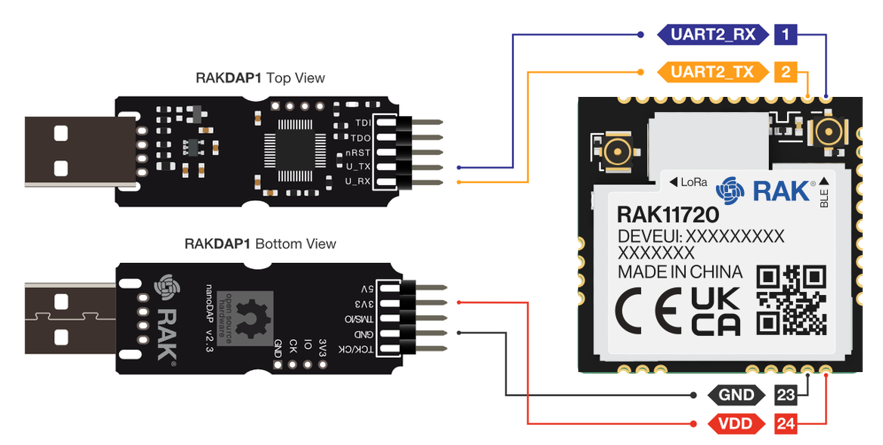 UART2_RX 1
UART2_TX 2
RAKDAP1 Top View
TDI
TDO
nRST
U_TX
U_RX
LoRa
RAK®
BLE
RAK11720
DEVEUI: XXXXXXXXX
XXXXXXX
MADE IN CHINA
CE UK
CA
RAKDAP1 Bottom View
RAK®
nanoDAP v2.3
open source
hardware
GND
CK
IO
3V3
5V
3V3
TMS/IO
GND
TCK/CK
GND 23
VDD 24